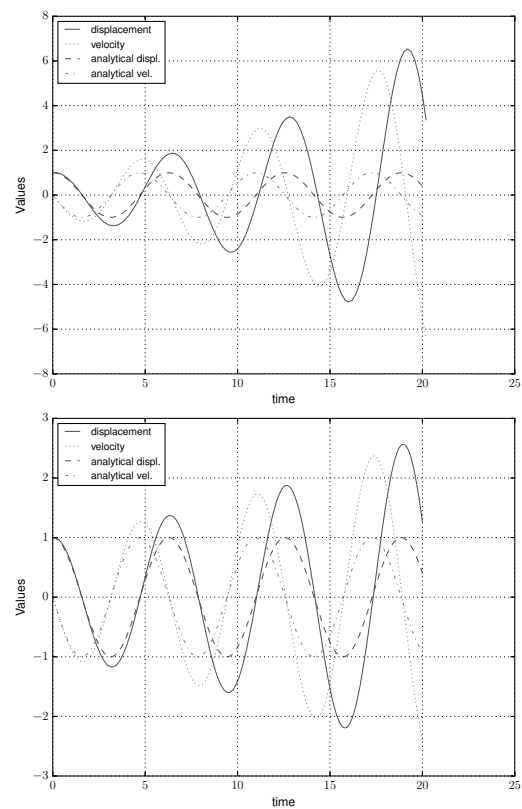 8
6
4
2
0
−2
−4
−6
−8
Values
displacement
velocity
analytical displ.
analytical vel.
0 5 10 15 20 25
time
3
2
1
0
−1
−2
−3
Values
displacement
velocity
analytical displ.
analytical vel.
0 5 10 15 20 25
time